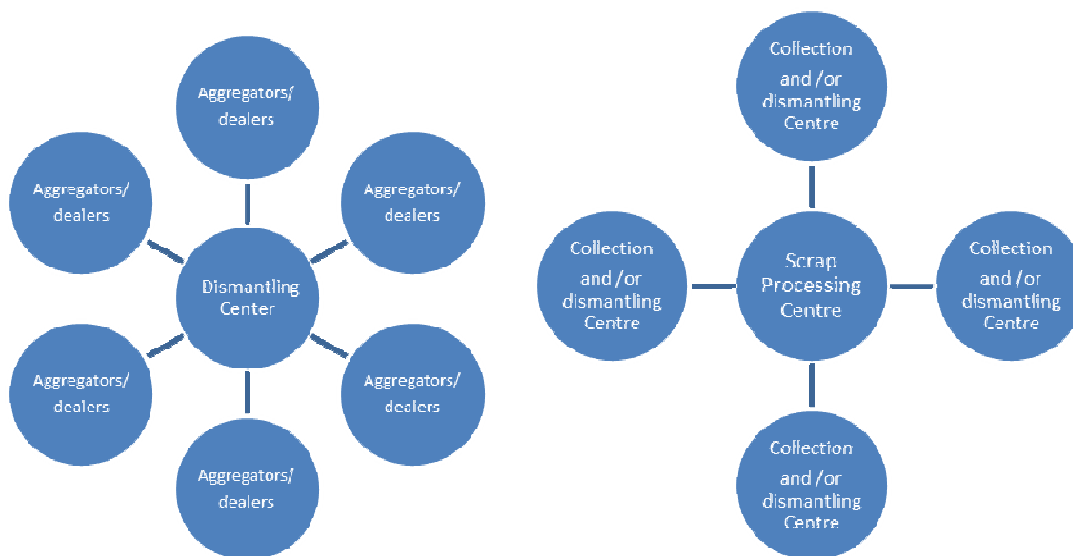 Aggregators/
dealers
Aggregators/
dealers
Aggregators/
dealers
Dismantling
Center
Aggregators/
dealers
Aggregators/
dealers
Aggregators/
dealers
Collection
and /or
dismantling
Centre
Collection
and /or
dismantling
Centre
Scrap
Processing
Centre
Collection
and /or
dismantling
Centre
Collection
and /or
dismantling
Centre